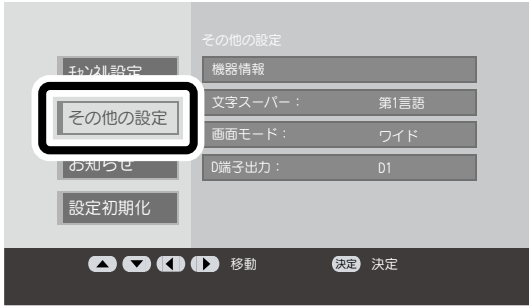 その他の設定
ﾁｬﾝﾈﾙ設定
その他の設定
お知らせ
設定初期化
機器情報
文字スーパー： 第1言語
画面モード： ワイド
D端子出力： D1
移動 決定 決定